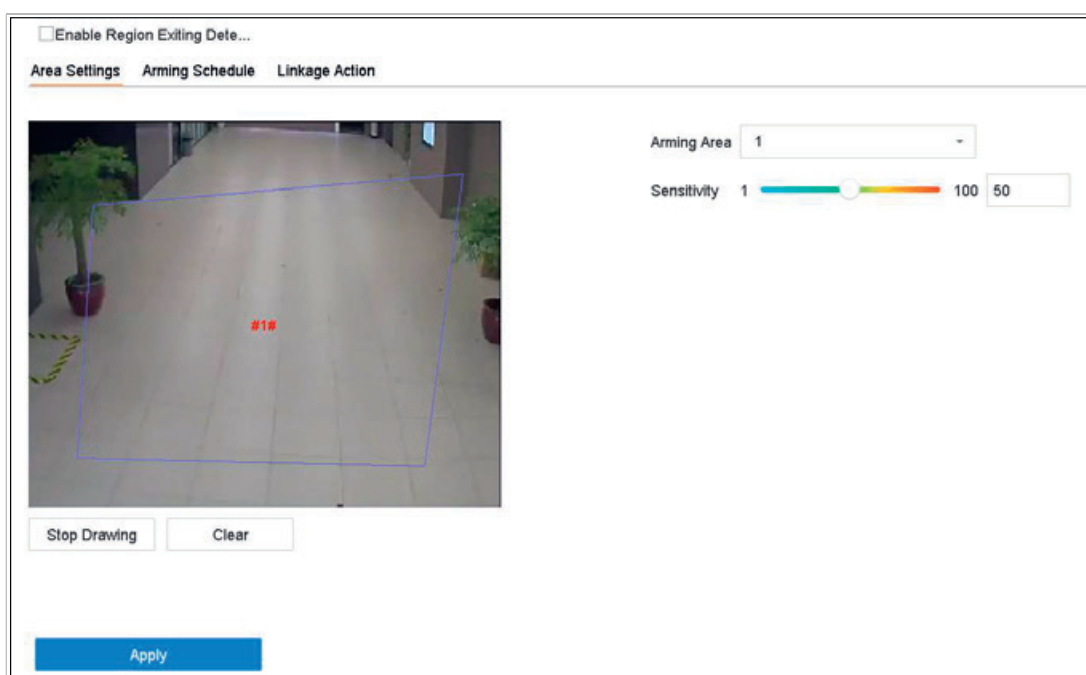 Enable Region Exiting Dete...
Area Settings Arming Schedule Linkage Action
Arming Area 1
Sensitivity 1 100 50
#1#
Stop Drawing Clear
Apply